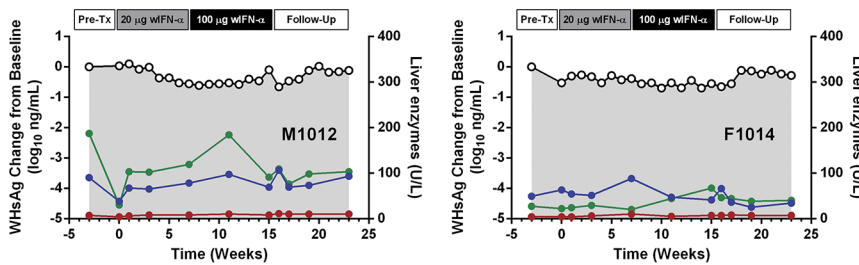 Pre-Tx 20 µg wIFN-α 100 µg wIFN-α Follow-Up
WHsAg Change from Baseline
(log10 ng/mL)
1
0
-1
-2
-3
-4
-5
400
300
200
100
0
Liver enzymes (U/L)
M1012
-5 0 5 10 15 20 25
Time (Weeks)
Pre-Tx 20 µg wIFN-α 100 µg wIFN-α Follow-Up
WHsAg Change from Baseline
(log10 ng/mL)
1
0
-1
-2
-3
-4
-5
400
300
200
100
0
Liver enzymes (U/L)
F1014
-5 0 5 10 15 20 25
Time (Weeks)